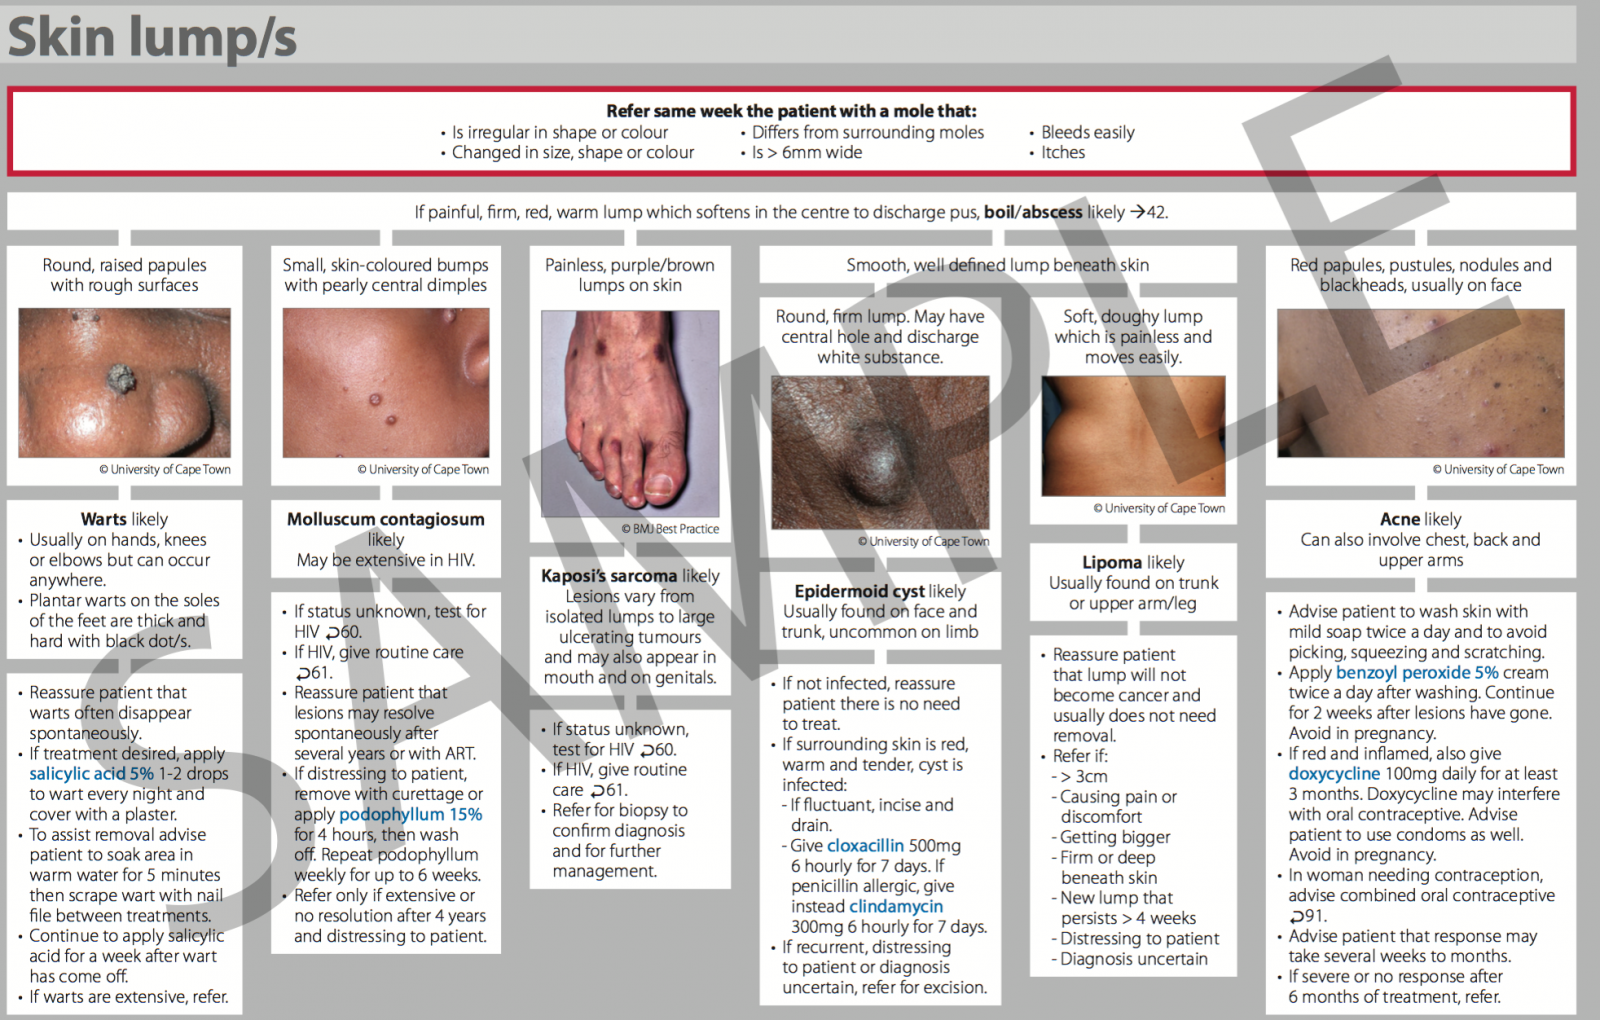 Skin lump/s
Refer same week the patient with a mole that:
• Is irregular in shape or colour
• Changed in size, shape or colour
• Differs from surrounding moles
• Is > 6mm wide
• Bleeds easily
• Itches
If painful, firm, red, warm lump which softens in the centre to discharge pus, boil/abscess likely →42.
Round, raised papules
with rough surfaces
© University of Cape Town
Warts likely
• Usually on hands, knees
or elbows but can occur
anywhere.
• Plantar warts on the soles
of the feet are thick and
hard with black dot/s.
• Reassure patient that
warts often disappear
spontaneously.
• If treatment desired, apply
salicylic acid 5% 1-2 drops
to wart every night and
cover with a plaster.
• To assist removal advise
patient to soak area in
warm water for 5 minutes
then scrape wart with nail
file between treatments.
• Continue to apply salicylic
acid for a week after wart
has come off.
• If warts are extensive, refer.
Small, skin-coloured bumps
with pearly central dimples
© University of Cape Town
Molluscum contagiosum
likely
May be extensive in HIV.
• If status unknown, test for
HIV ⮌60.
• If HIV, give routine care
⮌61.
• Reassure patient that
lesions may resolve
spontaneously after
several years or with ART.
• If distressing to patient,
remove with curettage or
apply podophyllum 15%
for 4 hours, then wash
off. Repeat podophyllum
weekly for up to 6 weeks.
• Refer only if extensive or
no resolution after 4 years
and distressing to patient.
Painless, purple/brown
lumps on skin
© BMJ Best Practice
Kaposi's sarcoma likely
Lesions vary from
isolated lumps to large
ulcerating tumours
and may also appear in
mouth and on genitals.
• If status unknown,
test for HIV ⮌60.
• If HIV, give routine
care ⮌61.
• Refer for biopsy to
confirm diagnosis
and for further
management.
Smooth, well defined lump beneath skin
Round, firm lump. May have
central hole and discharge
white substance.
© University of Cape Town
Epidermoid cyst likely
Usually found on face and
trunk, uncommon on limb
• If not infected, reassure
patient there is no need
to treat.
• If surrounding skin is red,
warm and tender, cyst is
infected:
- If fluctuant, incise and
drain.
- Give cloxacillin 500mg
6 hourly for 7 days. If
penicillin allergic, give
instead clindamycin
300mg 6 hourly for 7 days.
• If recurrent, distressing
to patient or diagnosis
uncertain, refer for excision.
Soft, doughy lump
which is painless and
moves easily.
© University of Cape Town
Lipoma likely
Usually found on trunk
or upper arm/leg
• Reassure patient
that lump will not
become cancer and
usually does not need
removal.
• Refer if:
- > 3cm
- Causing pain or
discomfort
- Getting bigger
- Firm or deep
beneath skin
- New lump that
persists > 4 weeks
- Distressing to patient
- Diagnosis uncertain
Red papules, pustules, nodules and
blackheads, usually on face
© University of Cape Town
Acne likely
Can also involve chest, back and
upper arms
• Advise patient to wash skin with
mild soap twice a day and to avoid
picking, squeezing and scratching.
• Apply benzoyl peroxide 5% cream
twice a day after washing. Continue
for 2 weeks after lesions have gone.
Avoid in pregnancy.
• If red and inflamed, also give
doxycycline 100mg daily for at least
3 months. Doxycycline may interfere
with oral contraceptive. Advise
patient to use condoms as well.
Avoid in pregnancy.
• In woman needing contraception,
advise combined oral contraceptive
⮌91.
• Advise patient that response may
take several weeks to months.
• If severe or no response after
6 months of treatment, refer.
SAMPLE